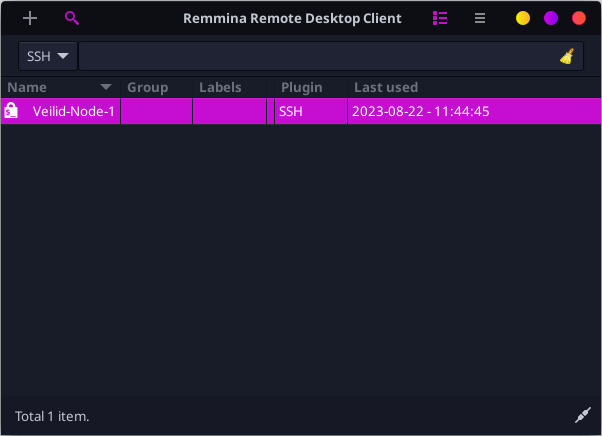 Remmina Remote Desktop Client
SSH
Name Group Labels Plugin Last used
Veilid-Node-1 SSH 2023-08-22 - 11:44:45
Total 1 item.